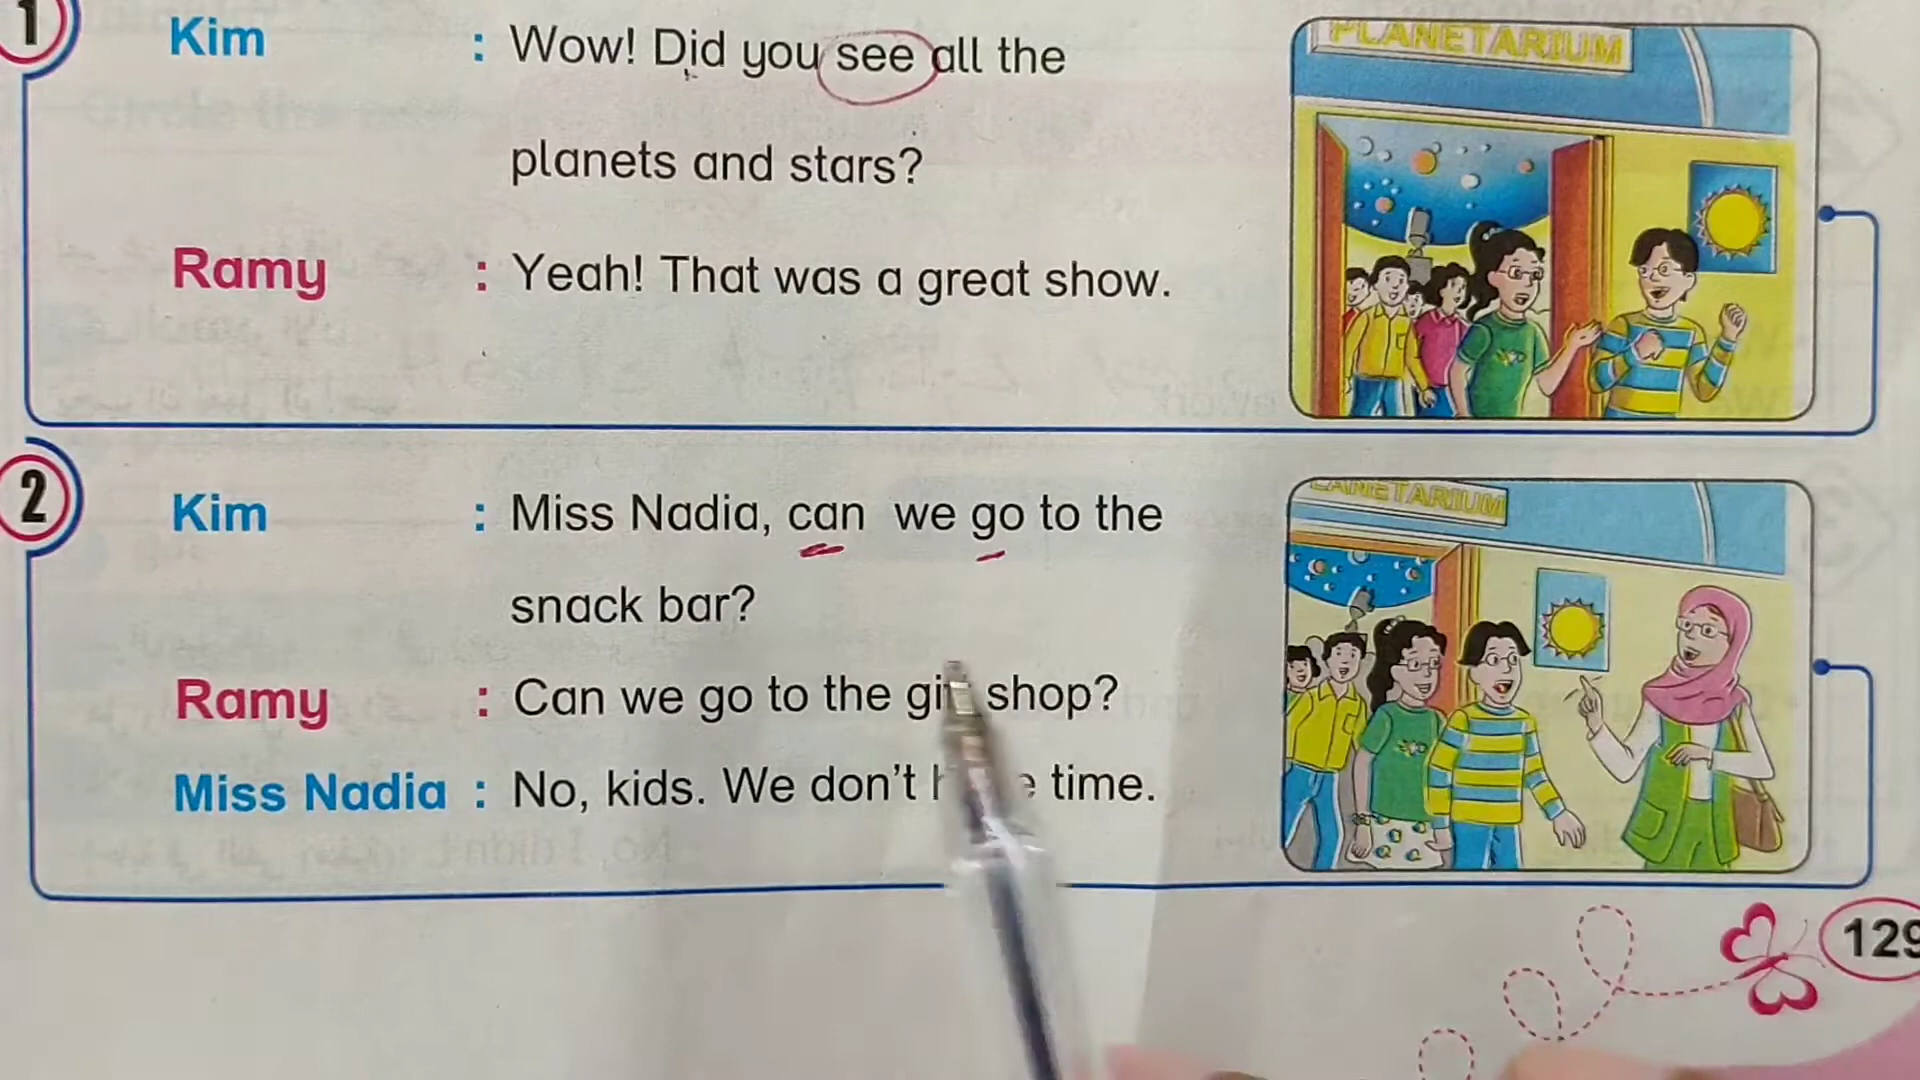 1
PLANETARIUM
Kim : Wow! Did you see all the
planets and stars?
Ramy : Yeah! That was a great show.
2
PLANETARIUM
Kim : Miss Nadia, can we go to the
snack bar?
Ramy : Can we go to the shop?
Miss Nadia : No, kids. We don't time.
129